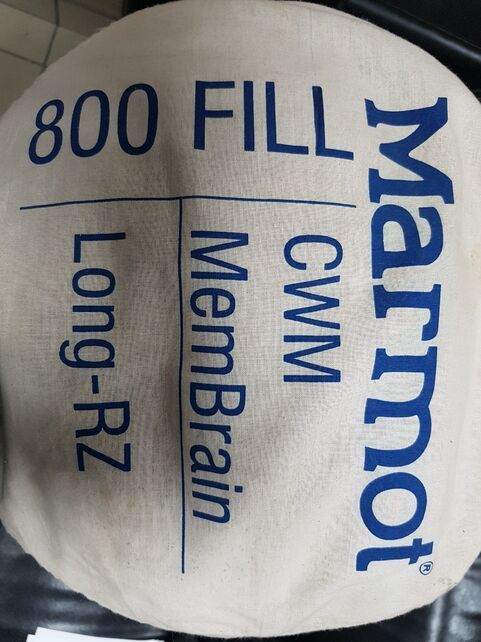 Marmot®
CWM
MemBrain
Long-RZ
800 FILL